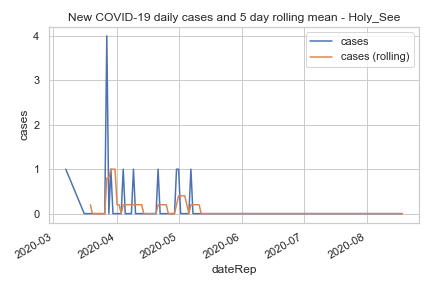 New COVID-19 daily cases and 5 day rolling mean - Holy_See
cases
cases (rolling)
4
3
2
1
0
cases
2020-03
2020-04
2020-05
2020-06
2020-07
2020-08
dateRep